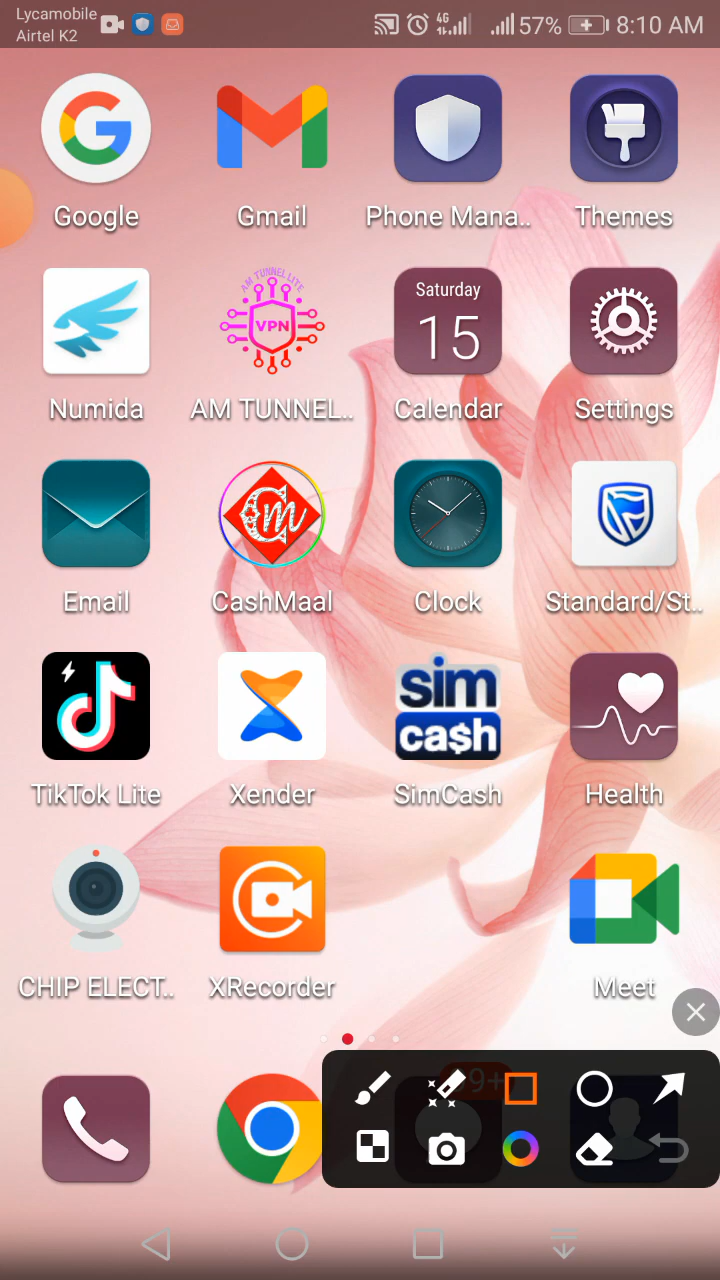 Lycamobile
Airtel K2
4G
57%
8:10 AM
Google
Gmail
Phone Mana..
Themes
AM TUNNEL LITE
VPN
Saturday
15
Numida
AM TUNNEL..
Calendar
Settings
Cm
Email
CashMaal
Clock
Standard/St..
sim
ca$h
TikTok Lite
Xender
SimCash
Health
CHIP ELECT..
XRecorder
Meet
9+